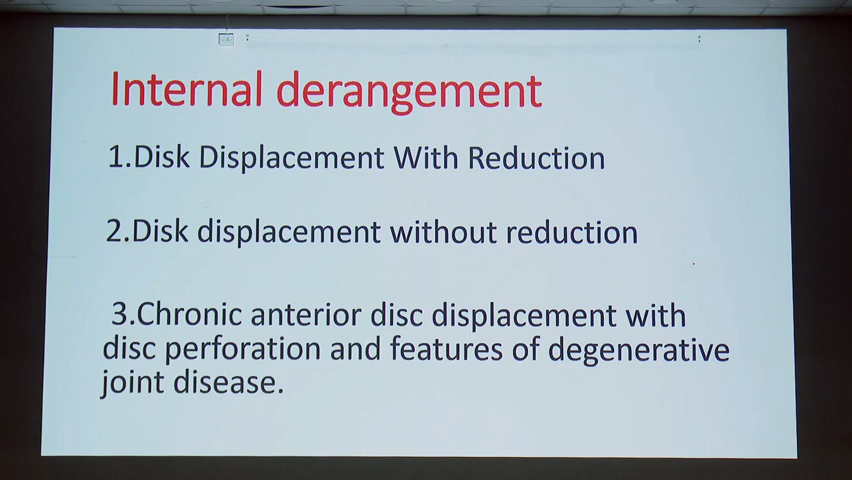 Internal derangement
1.Disk Displacement With Reduction
2.Disk displacement without reduction
3.Chronic anterior disc displacement with
disc perforation and features of degenerative
joint disease.